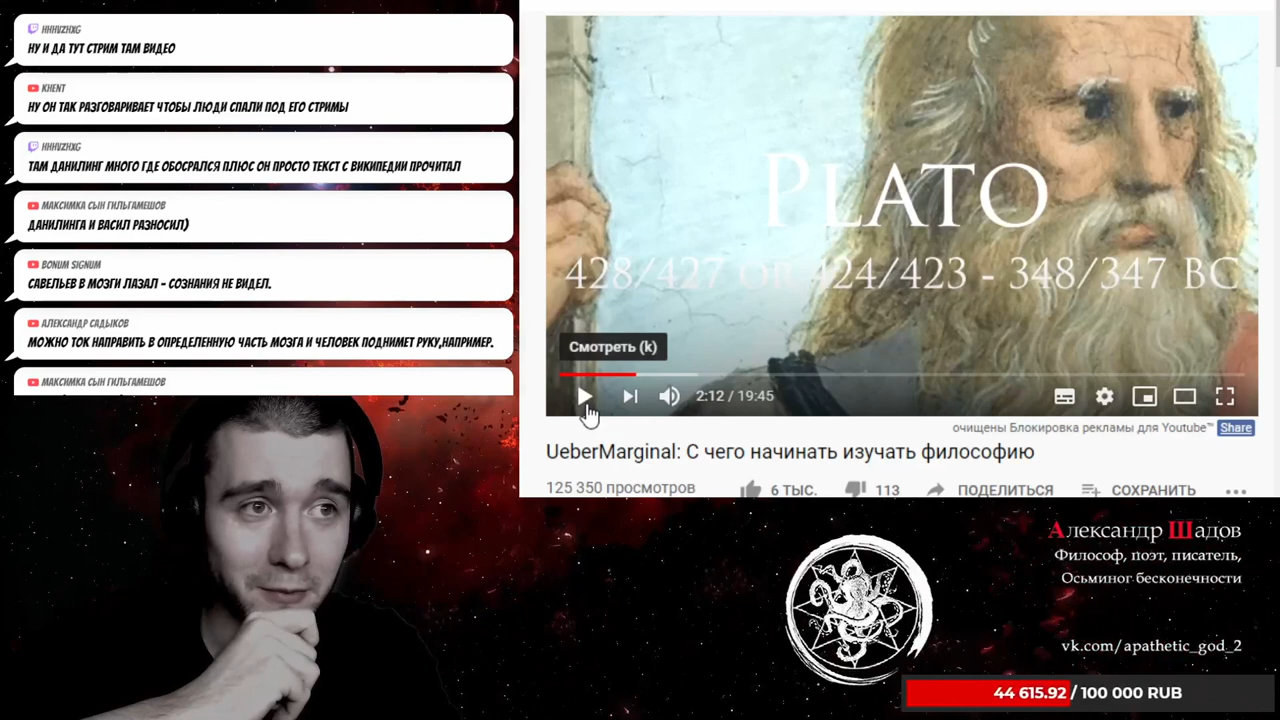 HHHVZHXG
НУ И ДА ТУТ СТРИМ ТАМ ВИДЕО
KHENT
НУ ОН ТАК РАЗГОВАРИВАЕТ ЧТОБЫ ЛЮДИ СПАЛИ ПОД ЕГО СТРИМЫ
HHHVZHXG
ТАМ ДАНИЛИНГ МНОГО ГДЕ ОБОСРАЛСЯ ПЛЮС ОН ПРОСТО ТЕКСТ С ВИКИПЕДИИ ПРОЧИТАЛ
МАКСИМКА СЫН ГИЛЬГАМЕШОВ
ДАНИЛИНГА И ВАСИЛ РАЗНОСИЛ)
BONUM SIGNUM
САВЕЛЬЕВ В МОЗГИ ЛАЗАЛ - СОЗНАНИЯ НЕ ВИДЕЛ.
АЛЕКСАНДР САДЫКОВ
МОЖНО ТОК НАПРАВИТЬ В ОПРЕДЕЛЕННУЮ ЧАСТЬ МОЗГА И ЧЕЛОВЕК ПОДНИМЕТ РУКУ,НАПРИМЕР.
МАКСИМКА СЫН ГИЛЬГАМЕШОВ
PLATO
428/427 OR 424/423 - 348/347 BC
Смотреть (k)
2:12 / 19:45
очищены Блокировка рекламы для Youtube™ Share
UeberMarginal: С чего начинать изучать философию
125 350 просмотров
6 ТЫС. 113 ПОДЕЛИТЬСЯ СОХРАНИТЬ
Александр Шадов
Философ, поэт, писатель,
Осьминог бесконечности
vk.com/apathetic_god_2
44 615.92 / 100 000 RUB